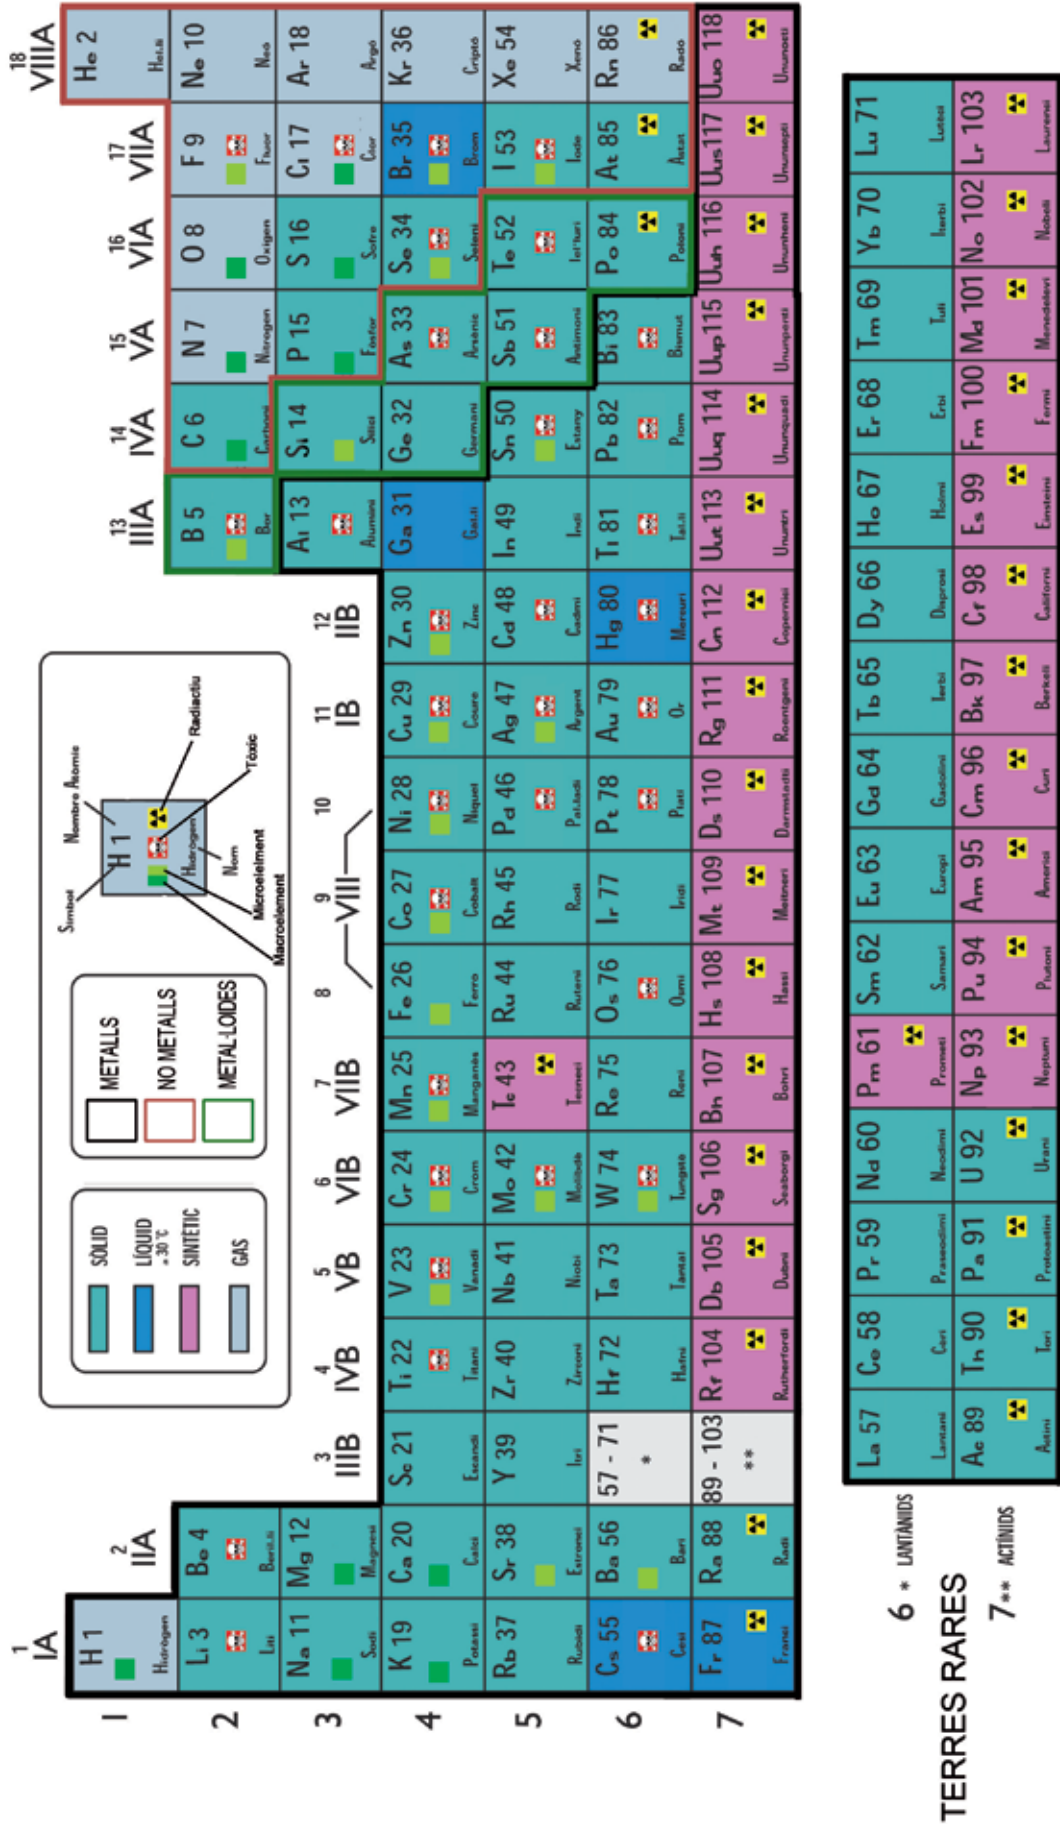 1
IA
2
IIA
3
IIIB
4
IVB
5
VB
6
VIB
7
VIIB
8
9
VIII
10
11
IB
12
IIB
13
IIIA
14
IVA
15
VA
16
VIA
17
VIIA
18
VIIIA
SÒLID
LÍQUID
a 30 °C
SINTÈTIC
GAS
METALLS
NO METALLS
METAL·LOIDES
Símbol
Nombre Atòmic
H 1
Hidrògen
Nom
Radiactiu
Tòxic
Microelement
Macroelement
1
H 1
Hidrògen
He 2
Hel.li
2
Li 3
Liti
Be 4
Beril.li
B 5
Bor
C 6
Carboni
N 7
Nitrogen
O 8
Oxigen
F 9
Fluor
Ne 10
Neó
3
Na 11
Sodi
Mg 12
Magnesi
Al 13
Alumini
Si 14
Silici
P 15
Fosfor
S 16
Sofre
Cl 17
Clor
Ar 18
Argó
4
K 19
Potassi
Ca 20
Calci
Sc 21
Escandi
Ti 22
Titani
V 23
Vanadi
Cr 24
Crom
Mn 25
Manganès
Fe 26
Ferro
Co 27
Cobalt
Ni 28
Níquel
Cu 29
Coure
Zn 30
Zinc
Ga 31
Gal.li
Ge 32
Germani
As 33
Arsènic
Se 34
Seleni
Br 35
Brom
Kr 36
Criptó
5
Rb 37
Rubidi
Sr 38
Estronci
Y 39
Itri
Zr 40
Zirconi
Nb 41
Niobi
Mo 42
Molibdè
Tc 43
Tecneci
Ru 44
Ruteni
Rh 45
Rodi
Pd 46
Pal.ladi
Ag 47
Argent
Cd 48
Cadmi
In 49
Indi
Sn 50
Estany
Sb 51
Antimoni
Te 52
Tel·luri
I 53
Iode
Xe 54
Xenó
6
Cs 55
Cesi
Ba 56
Bari
57 - 71
*
Hf 72
Hafni
Ta 73
Tantal
W 74
Tungstè
Re 75
Reni
Os 76
Osmi
Ir 77
Iridi
Pt 78
Platí
Au 79
Or
Hg 80
Mercuri
Tl 81
Tal.li
Pb 82
Plom
Bi 83
Bismut
Po 84
Poloni
At 85
Astat
Rn 86
Radó
7
Fr 87
Franci
Ra 88
Radi
89 - 103
**
Rf 104
Rutherfordi
Db 105
Dubni
Sg 106
Seaborgi
Bh 107
Bohri
Hs 108
Hassi
Mt 109
Meitneri
Ds 110
Darmstadti
Rg 111
Roentgeni
Cn 112
Copernici
Uut 113
Ununtri
Uuq 114
Ununquadi
Uup 115
Ununpenti
Uuh 116
Ununhexi
Uus 117
Ununsepti
Uuo 118
Ununocti
6 * LANTÀNIDS
La 57
Lantani
Ce 58
Ceri
Pr 59
Praseodimi
Nd 60
Neodimi
Pm 61
Prometi
Sm 62
Samari
Eu 63
Europi
Gd 64
Gadolini
Tb 65
Terbi
Dy 66
Disprosi
Ho 67
Holmi
Er 68
Erbi
Tm 69
Tuli
Yb 70
Iterbi
Lu 71
Luteci
TERRES RARES
7** ACTÍNIDS
Ac 89
Actini
Th 90
Tori
Pa 91
Protoactini
U 92
Urani
Np 93
Neptuni
Pu 94
Plutoni
Am 95
Americi
Cm 96
Curi
Bk 97
Berkeli
Cf 98
Californi
Es 99
Einsteini
Fm 100
Fermi
Md 101
Menedelevi
No 102
Nobeli
Lr 103
Laurensi